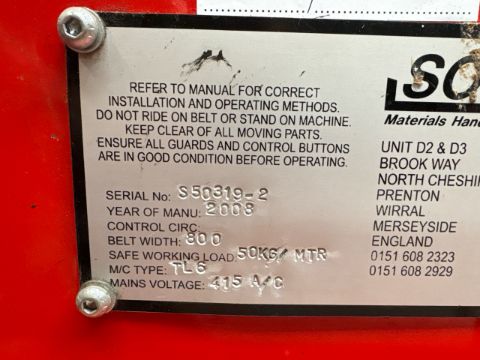 REFER TO MANUAL FOR CORRECT
INSTALLATION AND OPERATING METHODS.
DO NOT RIDE ON BELT OR STAND ON MACHINE.
KEEP CLEAR OF ALL MOVING PARTS.
ENSURE ALL GUARDS AND CONTROL BUTTONS
ARE IN GOOD CONDITION BEFORE OPERATING.
SERIAL No: S50319-2
YEAR OF MANU: 2008
CONTROL CIRC:
BELT WIDTH: 800
SAFE WORKING LOAD: 50KG/ MTR
M/C TYPE: TL6
MAINS VOLTAGE: 415 A/C
SO
Materials Han
UNIT D2 & D3
BROOK WAY
NORTH CHESHI
PRENTON
WIRRAL
MERSEYSIDE
ENGLAND
0151 608 2323
0151 608 2929